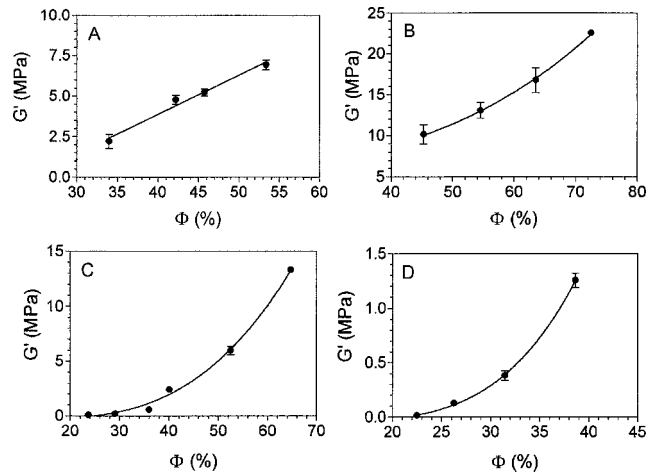 A
G' (MPa)
10.0
7.5
5.0
2.5
0.0
30 35 40 45 50 55 60
Φ (%)
B
G' (MPa)
25
20
15
10
5
40 50 60 70 80
Φ (%)
C
G' (MPa)
15
10
5
0
20 30 40 50 60 70
Φ (%)
D
G' (MPa)
1.5
1.0
0.5
0.0
20 25 30 35 40 45
Φ (%)